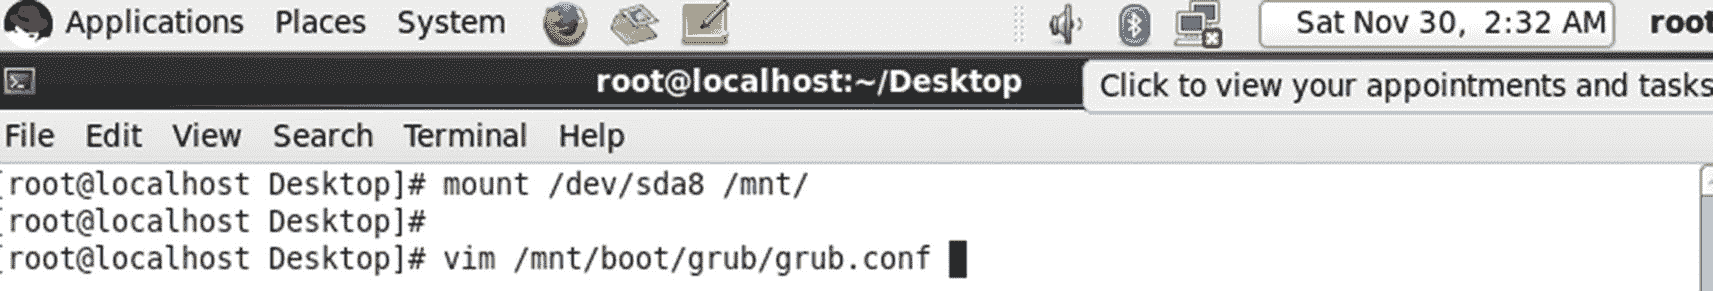 Applications Places System Sat Nov 30, 2:32 AM root
root@localhost:~/Desktop
Click to view your appointments and tasks
File Edit View Search Terminal Help
[root@localhost Desktop]# mount /dev/sda8 /mnt/
[root@localhost Desktop]#
[root@localhost Desktop]# vim /mnt/boot/grub/grub.conf